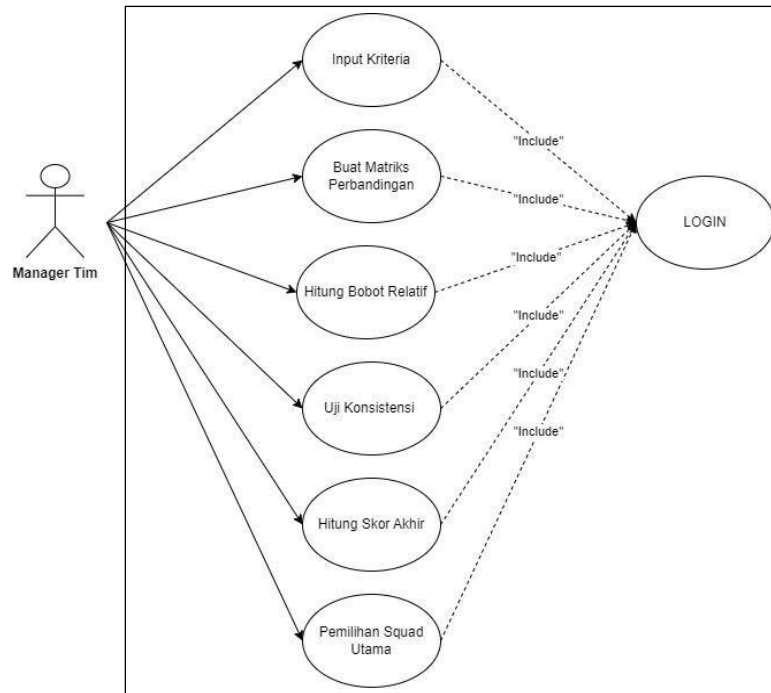 Input Kriteria
"Include"
Buat Matriks
Perbandingan
"Include"
LOGIN
Manager Tim
Hitung Bobot Relatif
"Include"
"Include"
Uji Konsistensi
"Include"
"Include"
Hitung Skor Akhir
Pemilihan Squad
Utama